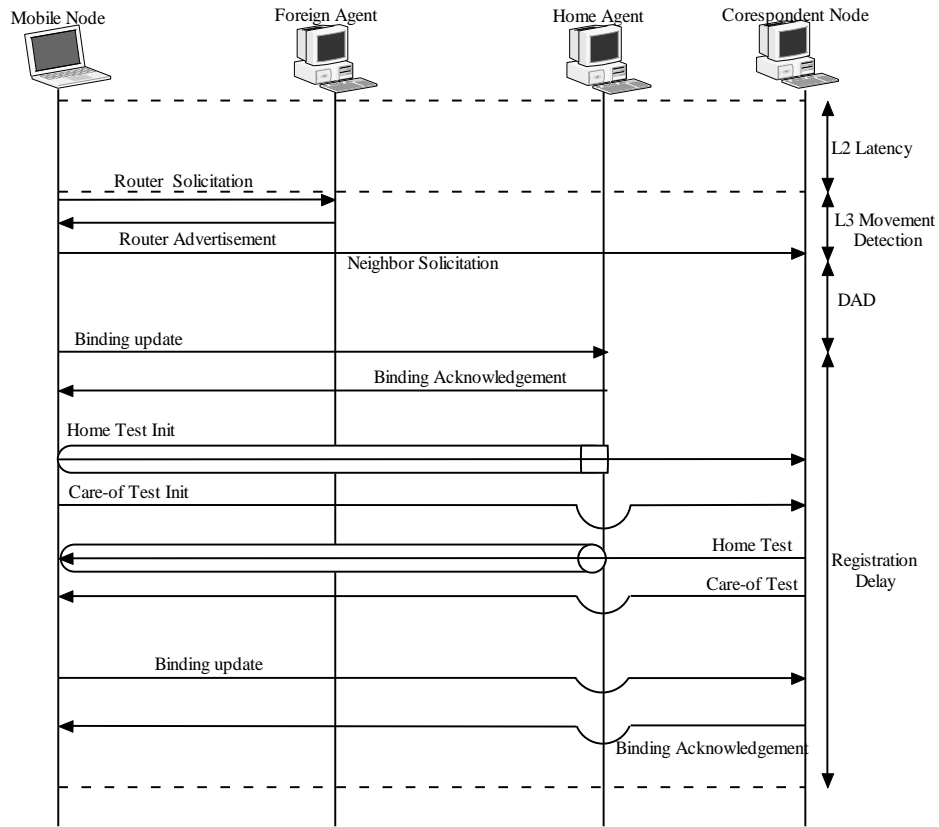 Mobile Node
Foreign Agent
Home Agent
Corespondent Node
L2 Latency
Router Solicitation
L3 Movement
Detection
Router Advertisement
Neighbor Solicitation
DAD
Binding update
Binding Acknowledgement
Home Test Init
Care-of Test Init
Home Test
Registration
Delay
Care-of Test
Binding update
Binding Acknowledgement